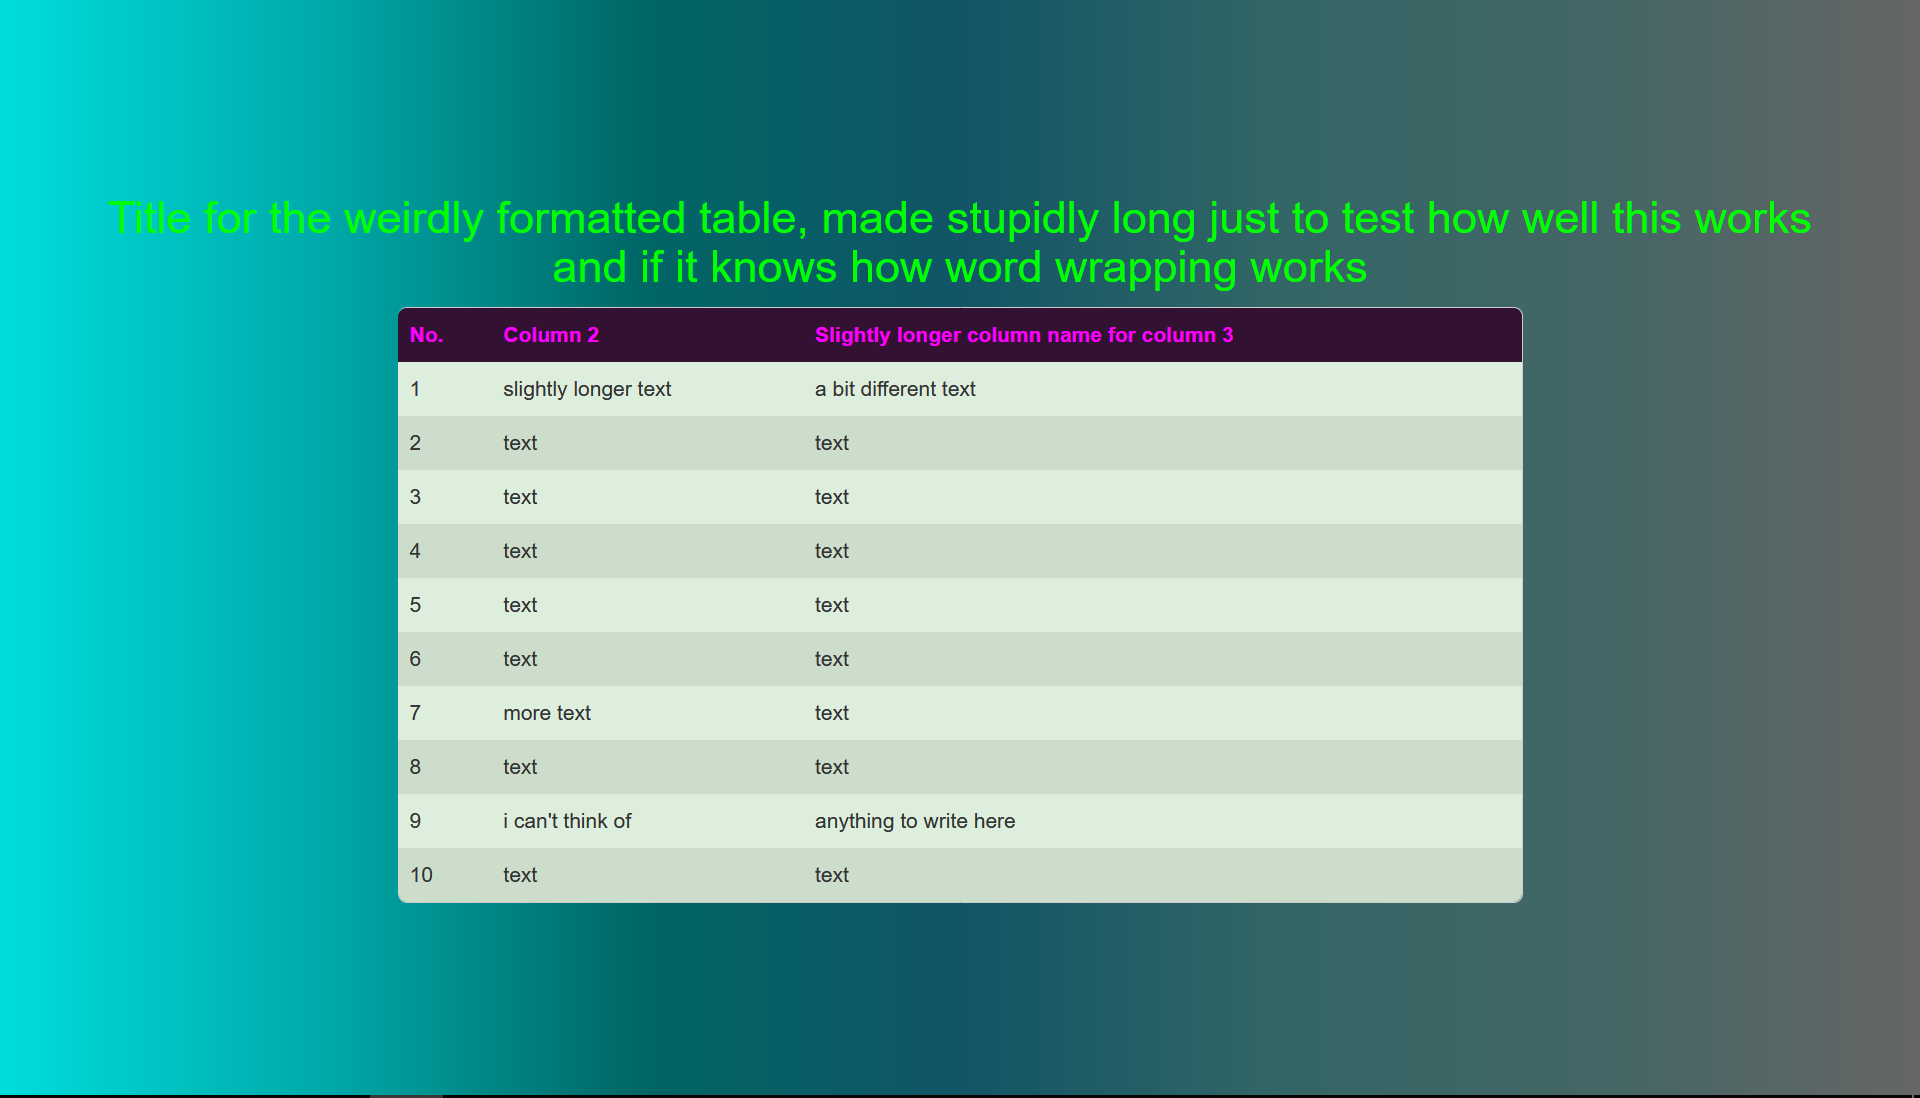 Title for the weirdly formatted table, made stupidly long just to test how well this works
and if it knows how word wrapping works
No. Column 2 Slightly longer column name for column 3
1 slightly longer text a bit different text
2 text text
3 text text
4 text text
5 text text
6 text text
7 more text text
8 text text
9 i can't think of anything to write here
10 text text